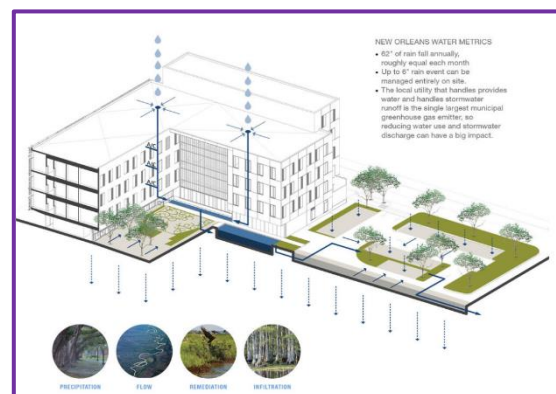 NEW ORLEANS WATER METRICS
• 62" of rain fall annually,
roughly equal each month
• Up to 6" rain event can be
managed entirely on site.
• The local utility that handles provides
water and handles stormwater
runoff is the single largest municipal
greenhouse gas emitter, so
reducing water use and stormwater
discharge can have a big impact.
PRECIPITATION
FLOW
REMEDIATION
INFILTRATION